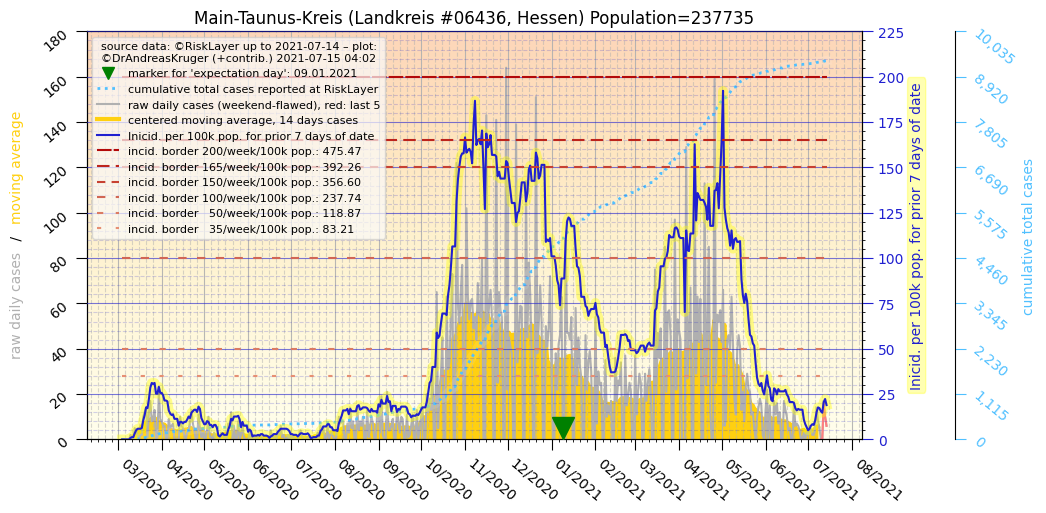 Main-Taunus-Kreis (Landkreis #06436, Hessen) Population=237735
source data: ©RiskLayer up to 2021-07-14 – plot:
©DrAndreasKruger (+contrib.) 2021-07-15 04:02
marker for 'expectation day': 09.01.2021
cumulative total cases reported at RiskLayer
raw daily cases (weekend-flawed), red: last 5
centered moving average, 14 days cases
Inicid. per 100k pop. for prior 7 days of date
incid. border 200/week/100k pop.: 475.47
incid. border 165/week/100k pop.: 392.26
incid. border 150/week/100k pop.: 356.60
incid. border 100/week/100k pop.: 237.74
incid. border 50/week/100k pop.: 118.87
incid. border 35/week/100k pop.: 83.21
raw daily cases / moving average
180
160
140
120
100
80
60
40
20
0
03/2020
04/2020
05/2020
06/2020
07/2020
08/2020
09/2020
10/2020
11/2020
12/2020
01/2021
02/2021
03/2021
04/2021
05/2021
06/2021
07/2021
08/2021
225
200
175
150
125
100
75
50
25
0
Inicid. per 100k pop. for prior 7 days of date
10,035
8,920
7,805
6,690
5,575
4,460
3,345
2,230
1,115
0
cumulative total cases